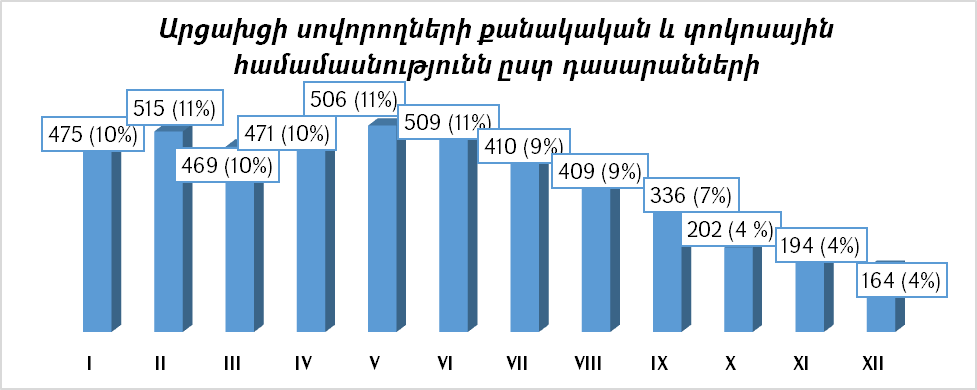 Արցախցի սովորողների քանակական և տոկոսային
համամասնությունն ըստ դասարանների
475 (10%)
515 (11%)
469 (10%)
471 (10%)
506 (11%)
509 (11%)
410 (9%)
409 (9%)
336 (7%)
202 (4 %)
194 (4%)
164 (4%)
I II III IV V VI VII VIII IX X XI XII